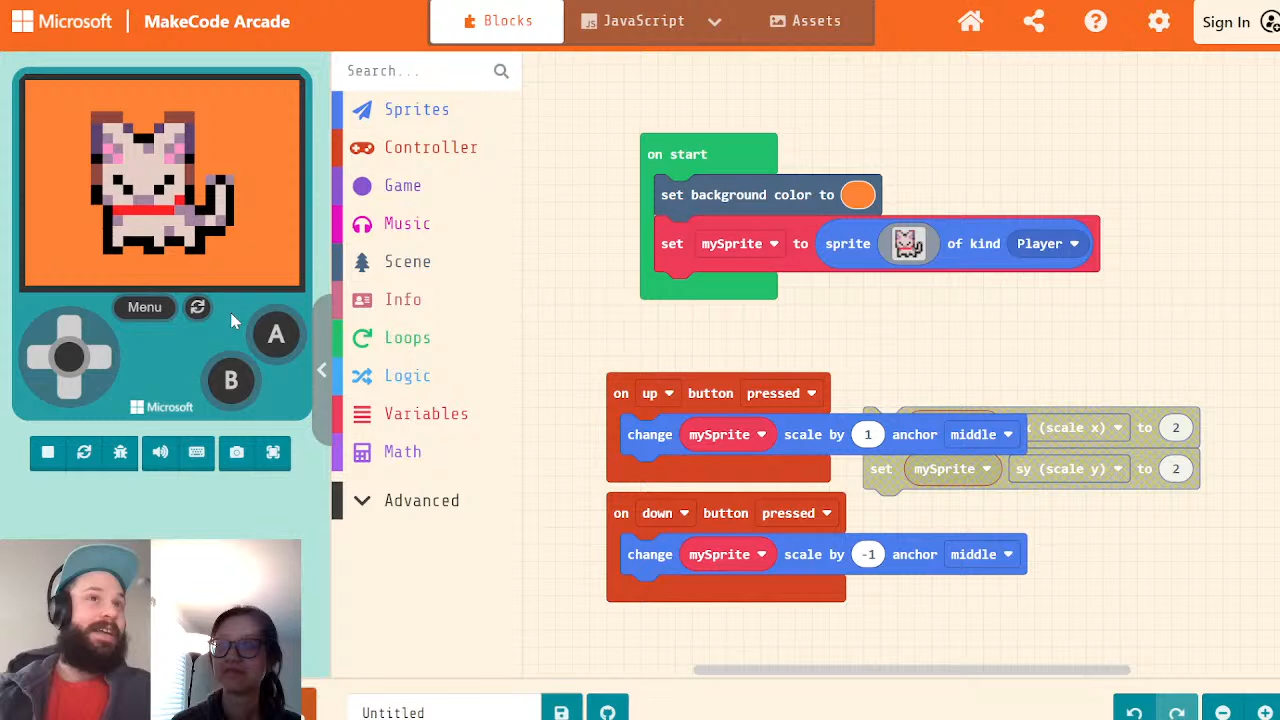 Microsoft | MakeCode Arcade
Blocks
JavaScript
Assets
Sign In
Menu
A
B
Microsoft
Search...
Sprites
Controller
Game
Music
Scene
Info
Loops
Logic
Variables
Math
Advanced
on start
set background color to
set mySprite to sprite of kind Player
on up button pressed
change mySprite scale by 1 anchor middle
(scale x) to 2
set mySprite sy (scale y) to 2
on down button pressed
change mySprite scale by -1 anchor middle
Untitled